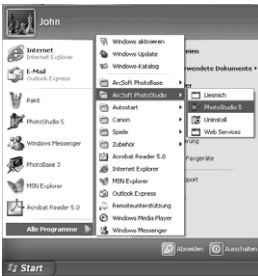 John
Internet
Internet Explorer
E-Mail
Outlook Express
Paint
PhotoStudio 5
Windows Messenger
PhotoBase 3
MSN Explorer
Acrobat Reader 5.0
Alle Programme
Windows aktivieren
Windows Update
Windows-Katalog
ArcSoft PhotoBase
ArcSoft PhotoStudio
Autostart
Canon
Spiele
Zubehör
Acrobat Reader 5.0
Internet Explorer
MSN Explorer
Outlook Express
Remoteunterstützung
Windows Media Player
Windows Messenger
wendete Dokumente
Liesmich
PhotoStudio 5
Uninstall
Web Services
Abmelden
Ausschalten
Start